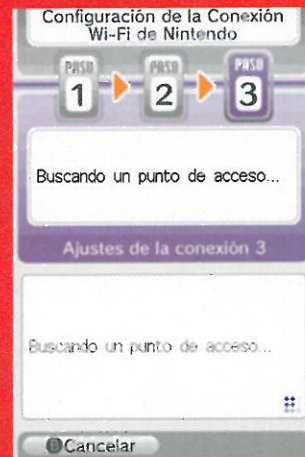 Configuración de la Conexión
Wi-Fi de Nintendo
PASO PASO PASO
1 2 3
Buscando un punto de acceso...
Ajustes de la conexión 3
Buscando un punto de acceso...
B Cancelar